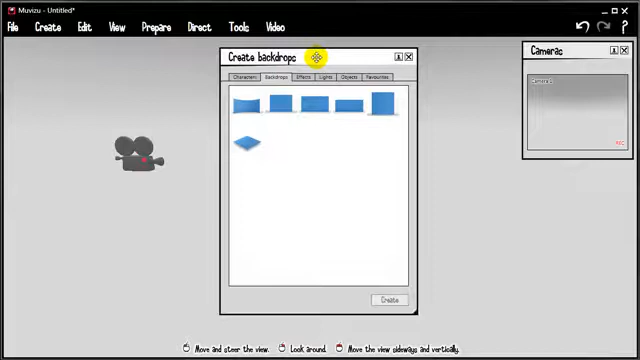 Muvizu - Untitled*
File Create Edit View Prepare Direct Tools Video ?
Create backdrops
Characters Backdrops Effects Lights Objects Favourites
Create
Cameras
REC
Move and steer the view. Look around. Move the view sideways and vertically.